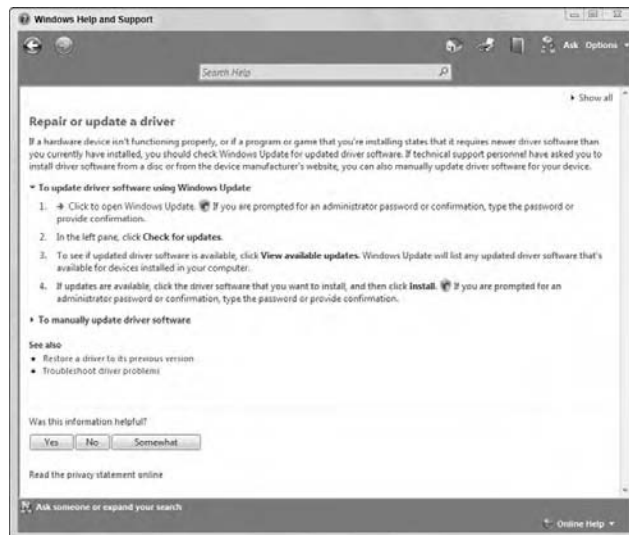 Windows Help and Support
Ask Options
Search Help
Show all
Repair or update a driver
If a hardware device isn't functioning properly, or if a program or game that you're installing states that it requires newer driver software than
you currently have installed, you should check Windows Update for updated driver software. If technical support personnel have asked you to
install driver software from a disc or from the device manufacturer's website, you can also manually update driver software for your device.
To update driver software using Windows Update
1. Click to open Windows Update. If you are prompted for an administrator password or confirmation, type the password or
provide confirmation.
2. In the left pane, click Check for updates.
3. To see if updated driver software is available, click View available updates. Windows Update will list any updated driver software that's
available for devices installed in your computer.
4. If updates are available, click the driver software that you want to install, and then click Install. If you are prompted for an
administrator password or confirmation, type the password or provide confirmation.
To manually update driver software
See also
Restore a driver to its previous version
Troubleshoot driver problems
Was this information helpful?
Yes No Somewhat
Read the privacy statement online
Ask someone or expand your search
Online Help